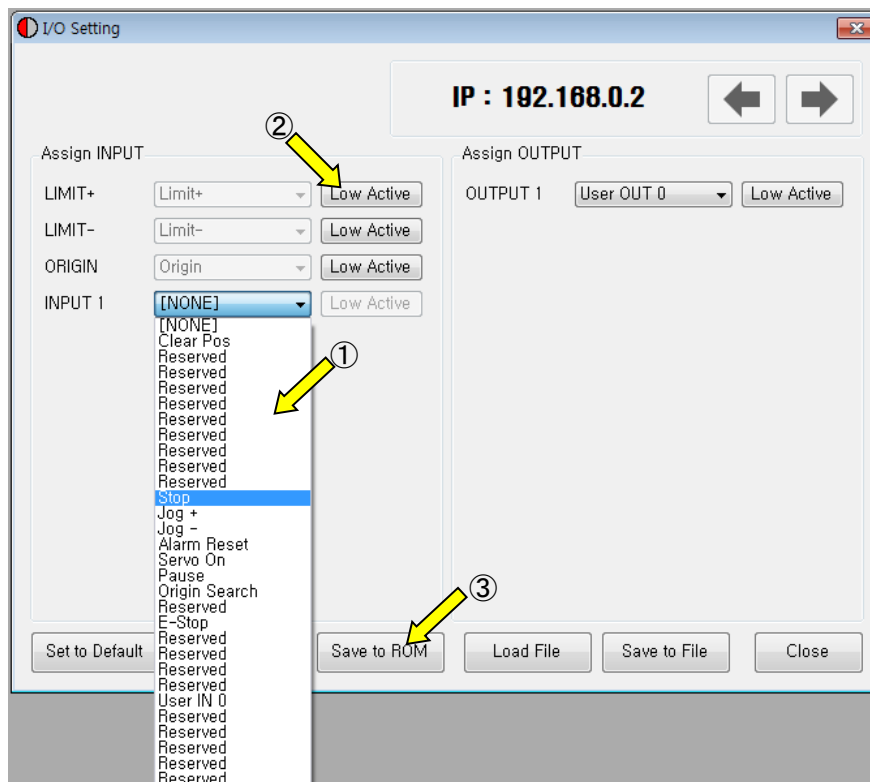 I/O Setting
IP : 192.168.0.2
②
Assign INPUT
Assign OUTPUT
LIMIT+ Limit+ Low Active
OUTPUT 1 User OUT 0 Low Active
LIMIT- Limit- Low Active
ORIGIN Origin Low Active
INPUT 1 [NONE] Low Active
[NONE]
Clear Pos
Reserved
①
Reserved
Reserved
Reserved
Reserved
Reserved
Reserved
Reserved
Reserved
Stop
Jog +
Jog -
Alarm Reset
Servo On
Pause
Origin Search
③
Reserved
E-Stop
Reserved
Reserved
Reserved
Reserved
User IN 0
Reserved
Reserved
Reserved
Reserved
Reserved
Set to Default Save to ROM Load File Save to File Close